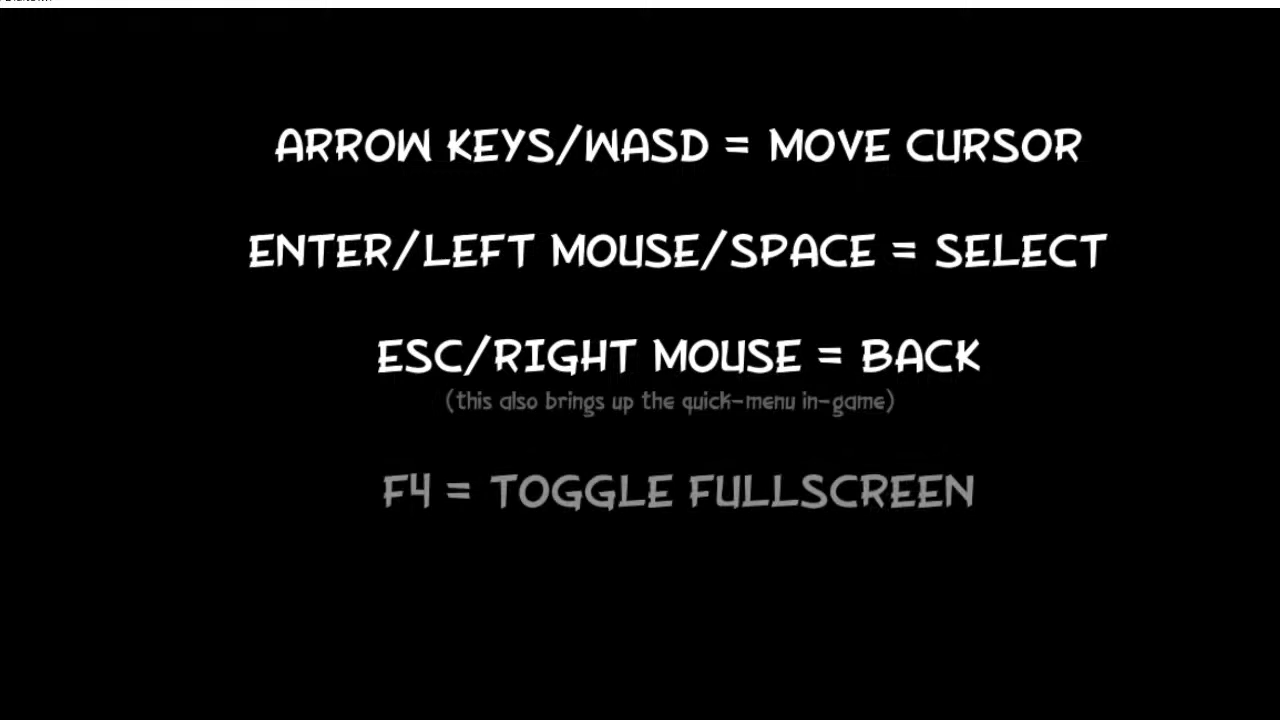 ARROW KEYS/WASD = MOVE CURSOR
ENTER/LEFT MOUSE/SPACE = SELECT
ESC/RIGHT MOUSE = BACK
(this also brings up the quick-menu in-game)
F4 = TOGGLE FULLSCREEN